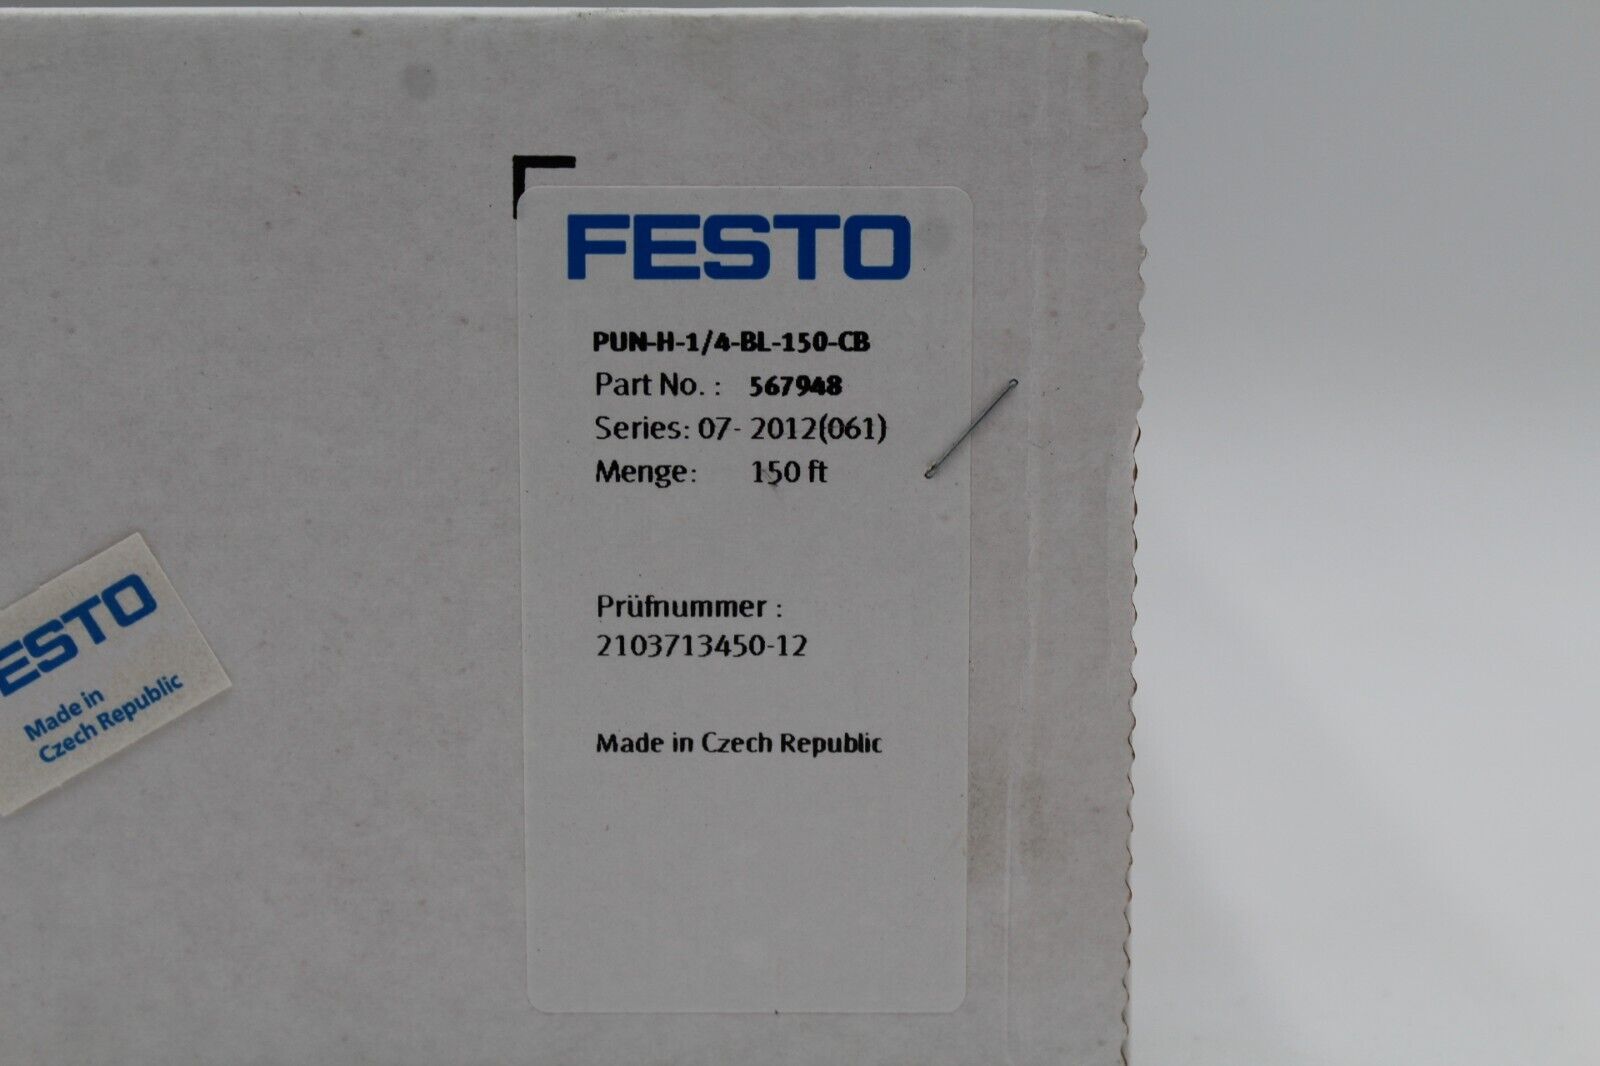 FESTO
PUN-H-1/4-BL-150-CB
Part No. : 567948
Series: 07- 2012(061)
Menge: 150 ft
Prüfnummer :
2103713450-12
Made in Czech Republic
ESTO
Made in
Czech Republic